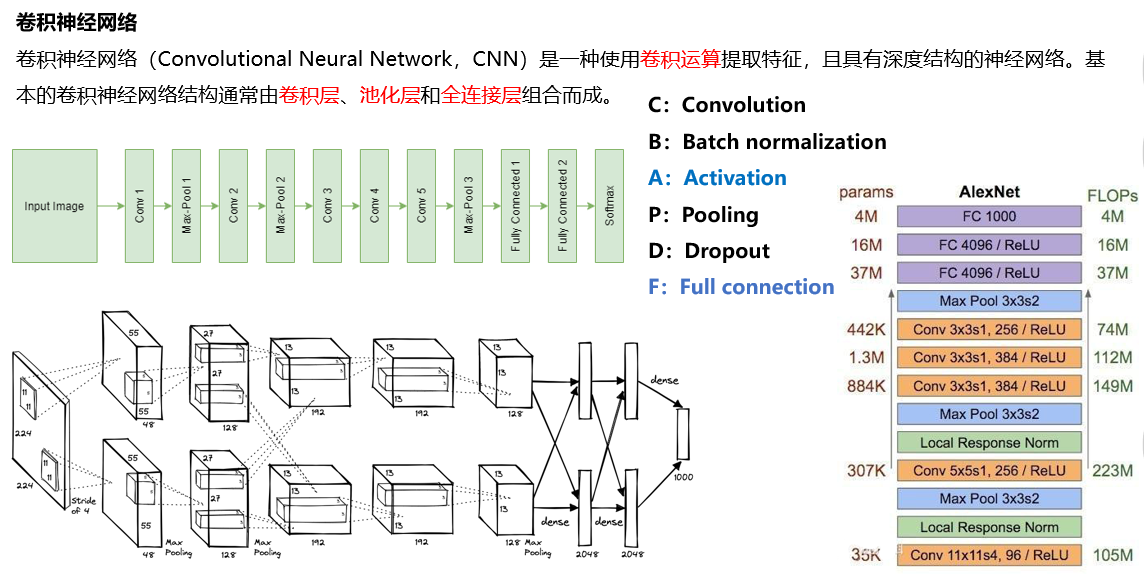 卷积神经网络
卷积神经网络（Convolutional Neural Network，CNN）是一种使用卷积运算提取特征，且具有深度结构的神经网络。基
本的卷积神经网络结构通常由卷积层、池化层和全连接层组合而成。
C：Convolution
B：Batch normalization
A：Activation
P：Pooling
D：Dropout
F：Full connection
Input Image
Conv 1
Max-Pool 1
Conv 2
Max-Pool 2
Conv 3
Conv 4
Conv 5
Max-Pool 3
Fully Connected 1
Fully Connected 2
Softmax
params AlexNet FLOPs
4M FC 1000 4M
16M FC 4096 / ReLU 16M
37M FC 4096 / ReLU 37M
Max Pool 3x3s2
442K Conv 3x3s1, 256 / ReLU 74M
1.3M Conv 3x3s1, 384 / ReLU 112M
884K Conv 3x3s1, 384 / ReLU 149M
Max Pool 3x3s2
Local Response Norm
307K Conv 5x5s1, 256 / ReLU 223M
Max Pool 3x3s2
Local Response Norm
35K Conv 11x11s4, 96 / ReLU 105M
55 27 13 13 13
11 27 13 13 13
11 55
224 48 128 192 192 128
dense
1000
55 27 13 13 13
11 27 13 13 13
11 55
224
Stride
of 4
48 128 192 192 128 2048 2048
Max
Pooling
Max
Pooling
Max
Pooling
dense dense